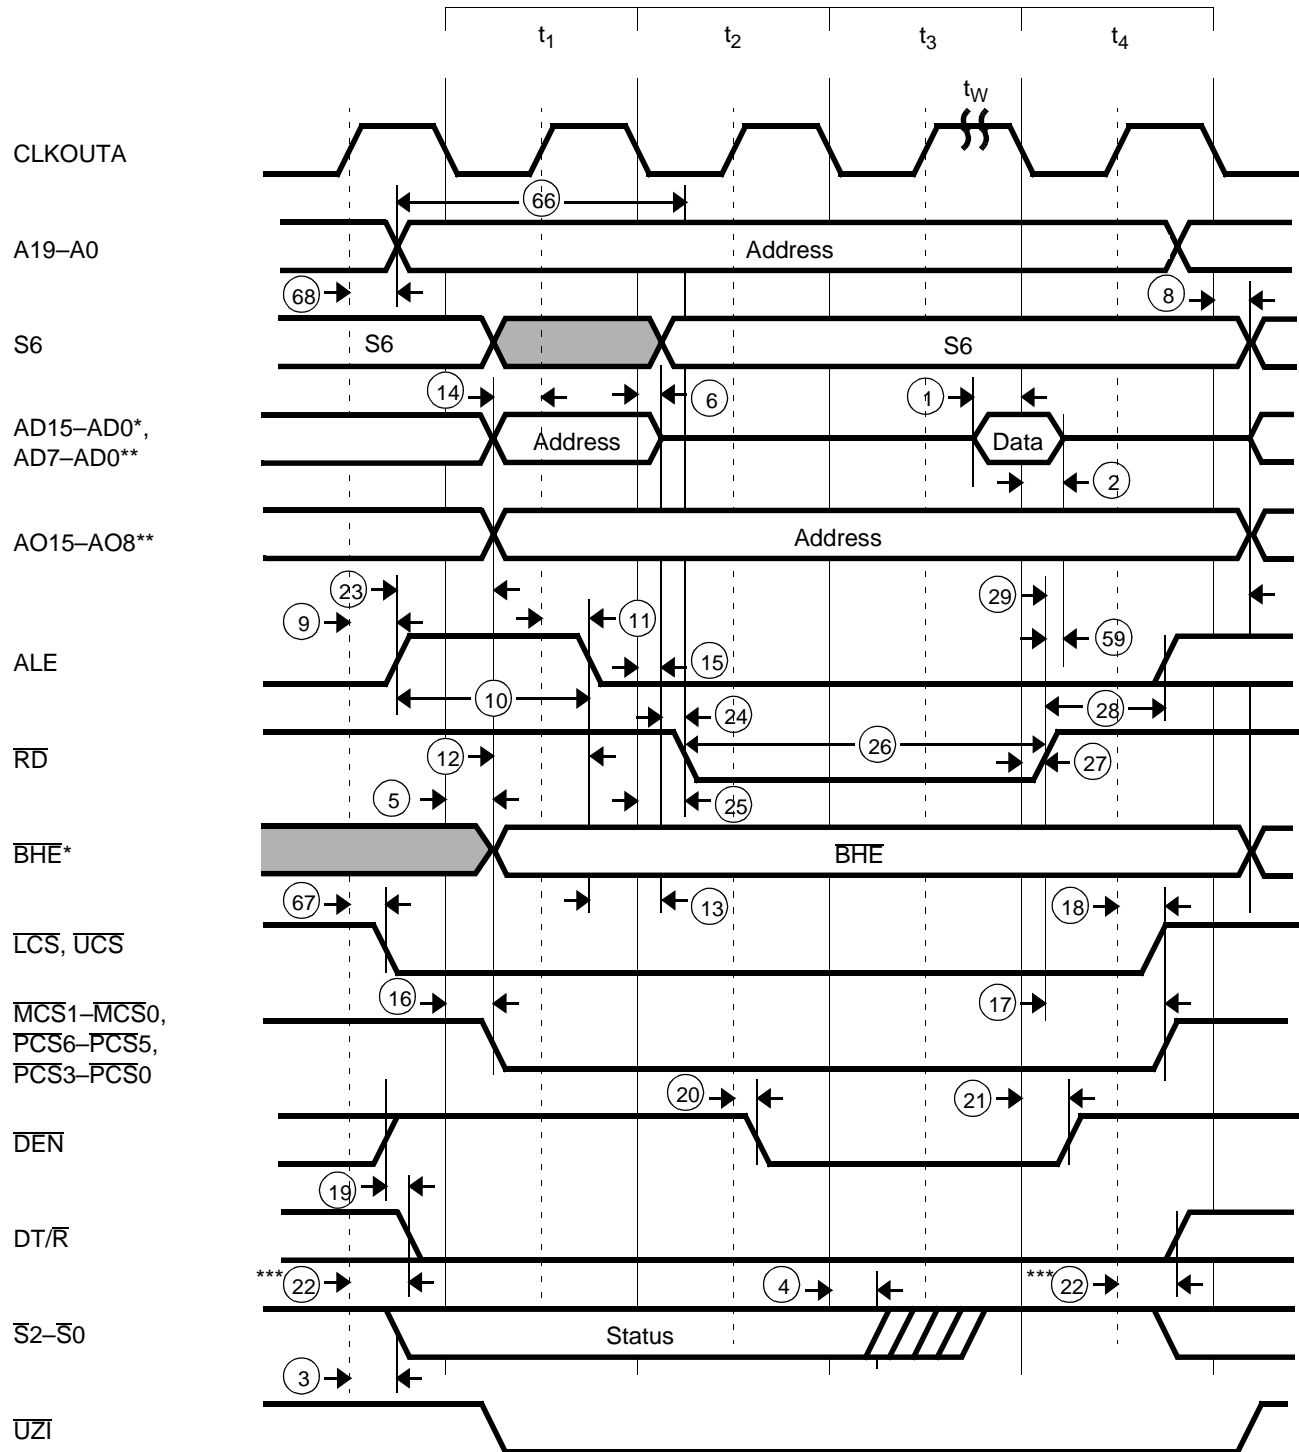 t1 t2 t3 t4
tW
CLKOUTA
66
A19–A0 Address
68 8
S6 S6 S6
14 6 1
AD15–AD0*, Address Data
AD7–AD0**
2
AO15–AO8** Address
23 29
9 11 59
ALE 15
10 24 28
RD 12 26 27
5 25
BHE* BHE
67 13 18
LCS, UCS
16 17
MCS1–MCS0,
PCS6–PCS5,
PCS3–PCS0
20 21
DEN
19
DT/R
***22 4 ***22
S2–S0 Status
3
UZI